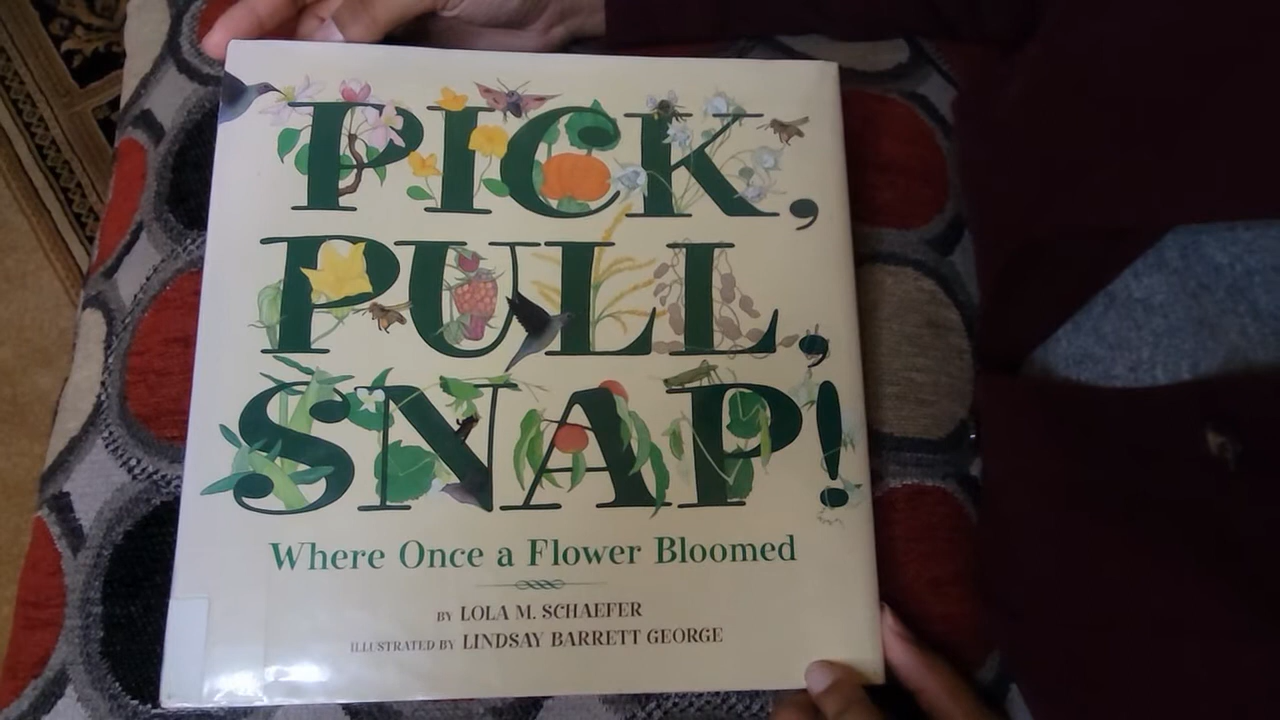 PICK,
PULL,
SNAP!
Where Once a Flower Bloomed
BY LOLA M. SCHAEFER
ILLUSTRATED BY LINDSAY BARRETT GEORGE